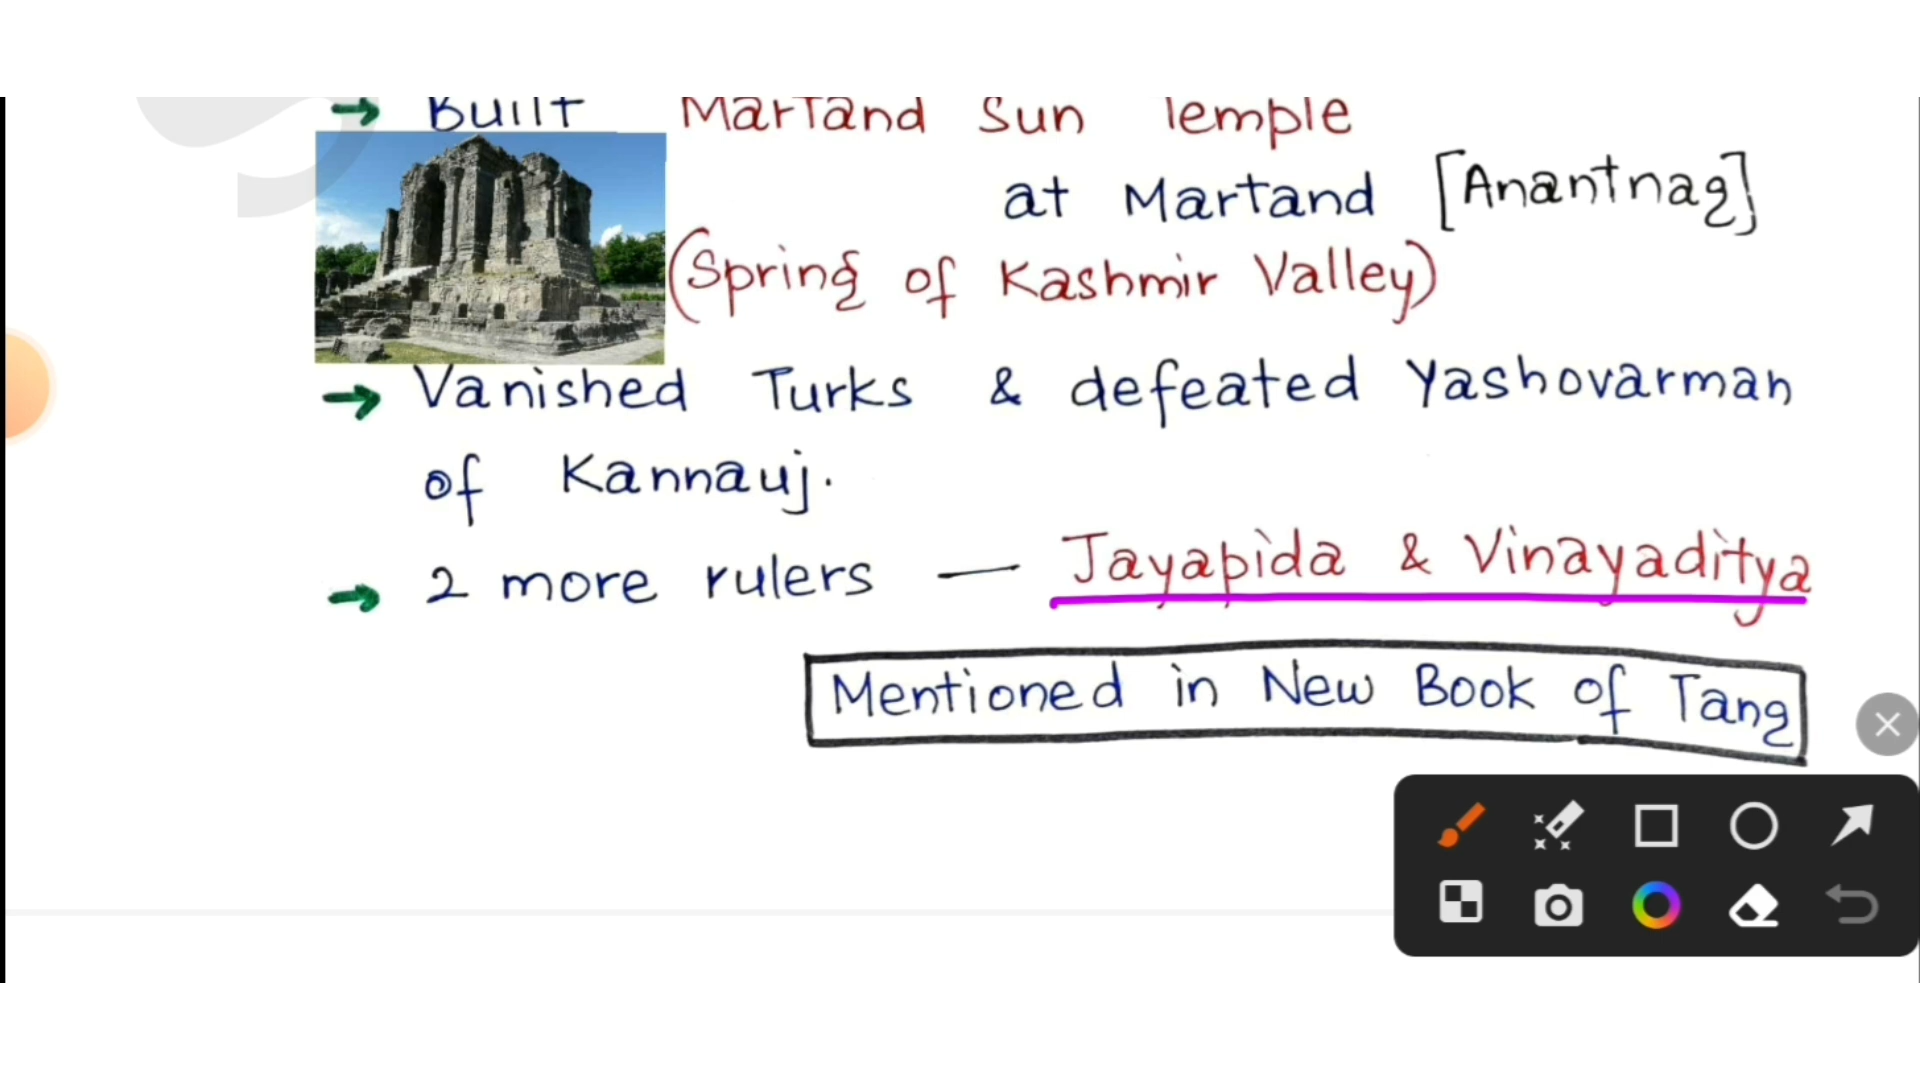 → Built Martand Sun Temple
at Martand [Anantnag]
(Spring of Kashmir Valley)
→ Vanished Turks & defeated Yashovarman
of Kannauj.
→ 2 more rulers — Jayapida & Vinayaditya
Mentioned in New Book of Tang